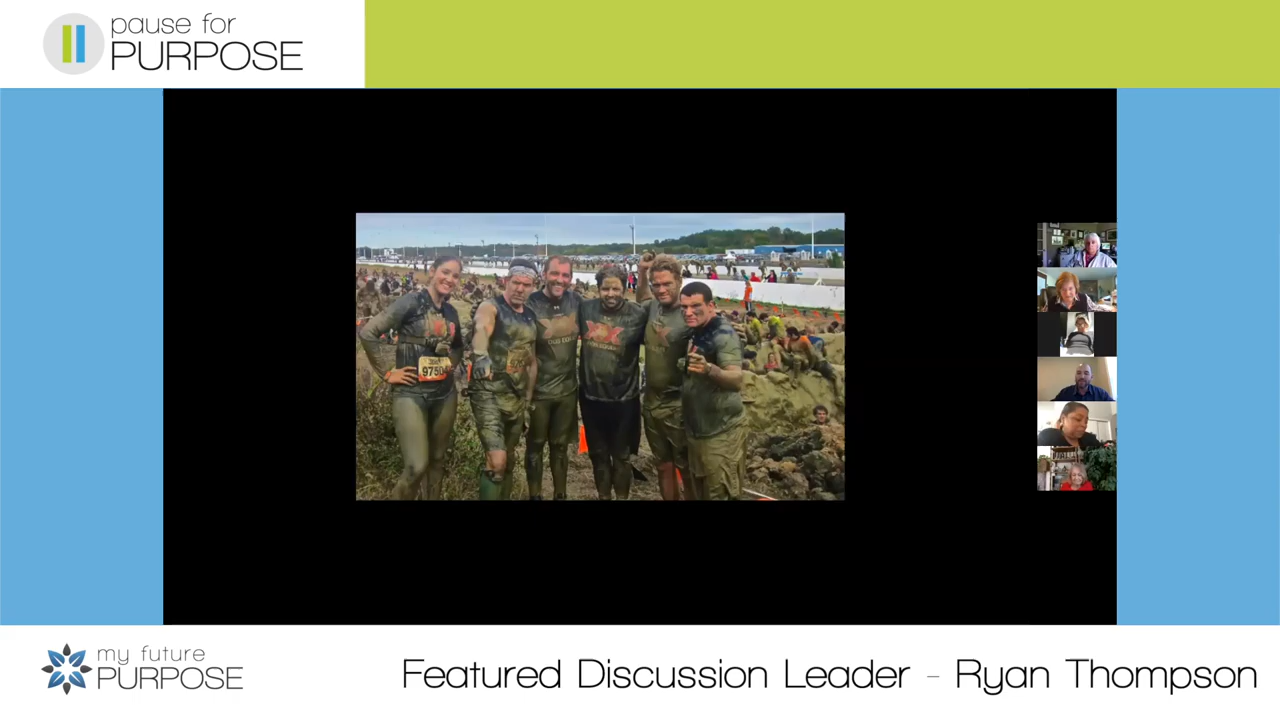 pause for
PURPOSE
my future
PURPOSE
Featured Discussion Leader - Ryan Thompson